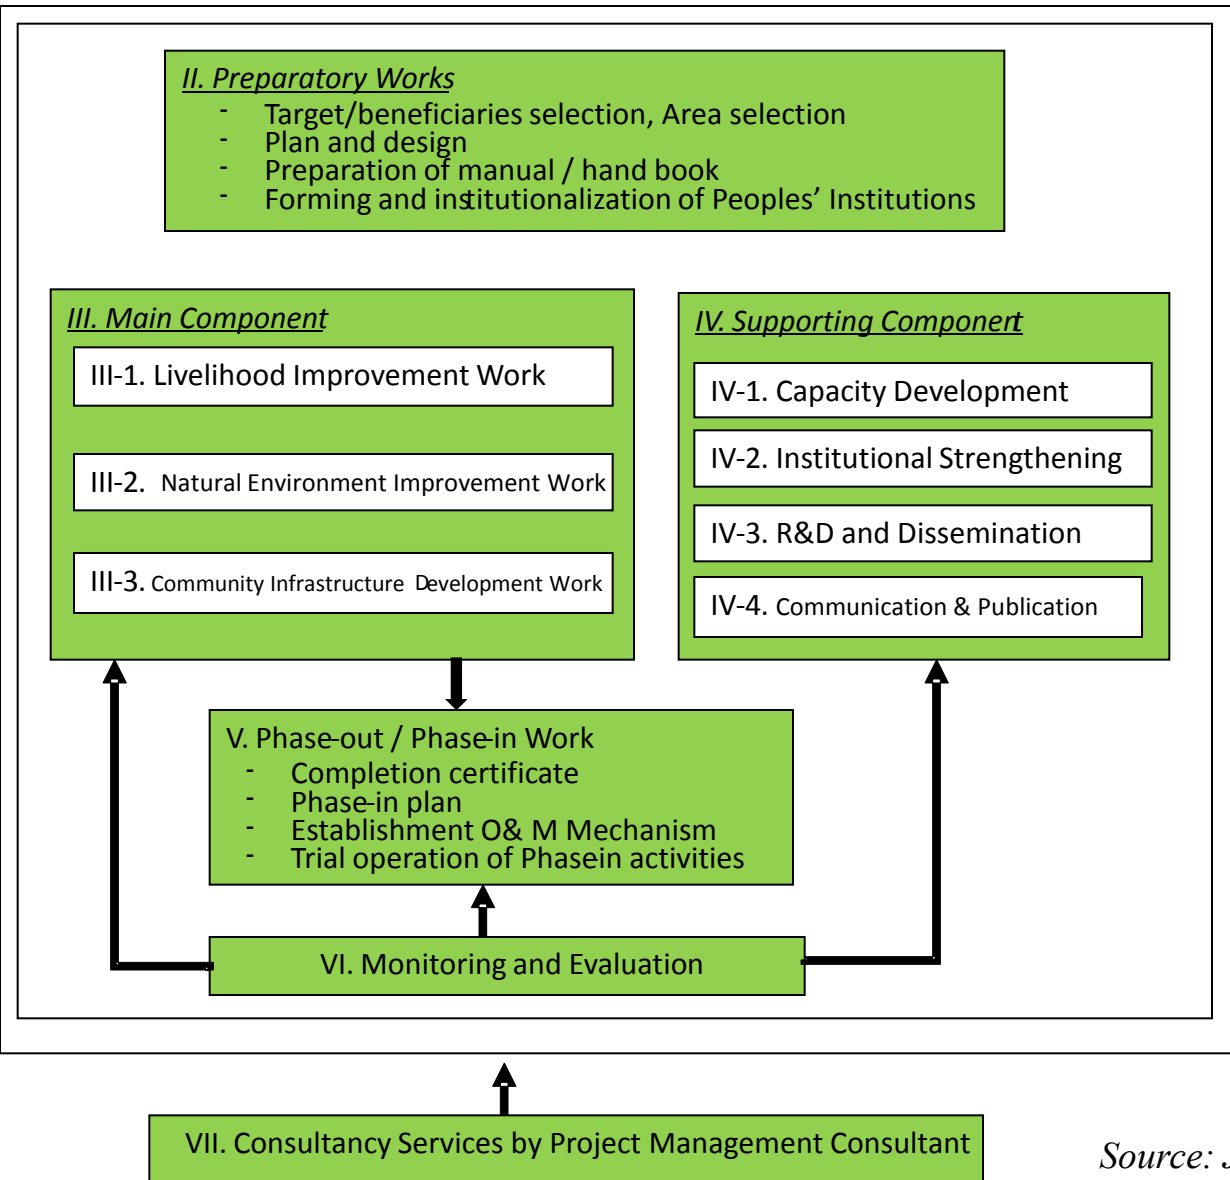 II. Preparatory Works
- Target/beneficiaries selection, Area selection
- Plan and design
- Preparation of manual / hand book
- Forming and institutionalization of Peoples' Institutions
III. Main Component
III-1. Livelihood Improvement Work
III-2. Natural Environment Improvement Work
III-3. Community Infrastructure Development Work
IV. Supporting Component
IV-1. Capacity Development
IV-2. Institutional Strengthening
IV-3. R&D and Dissemination
IV-4. Communication & Publication
V. Phase-out / Phase-in Work
- Completion certificate
- Phase-in plan
- Establishment O& M Mechanism
- Trial operation of Phasein activities
VI. Monitoring and Evaluation
VII. Consultancy Services by Project Management Consultant
Source: